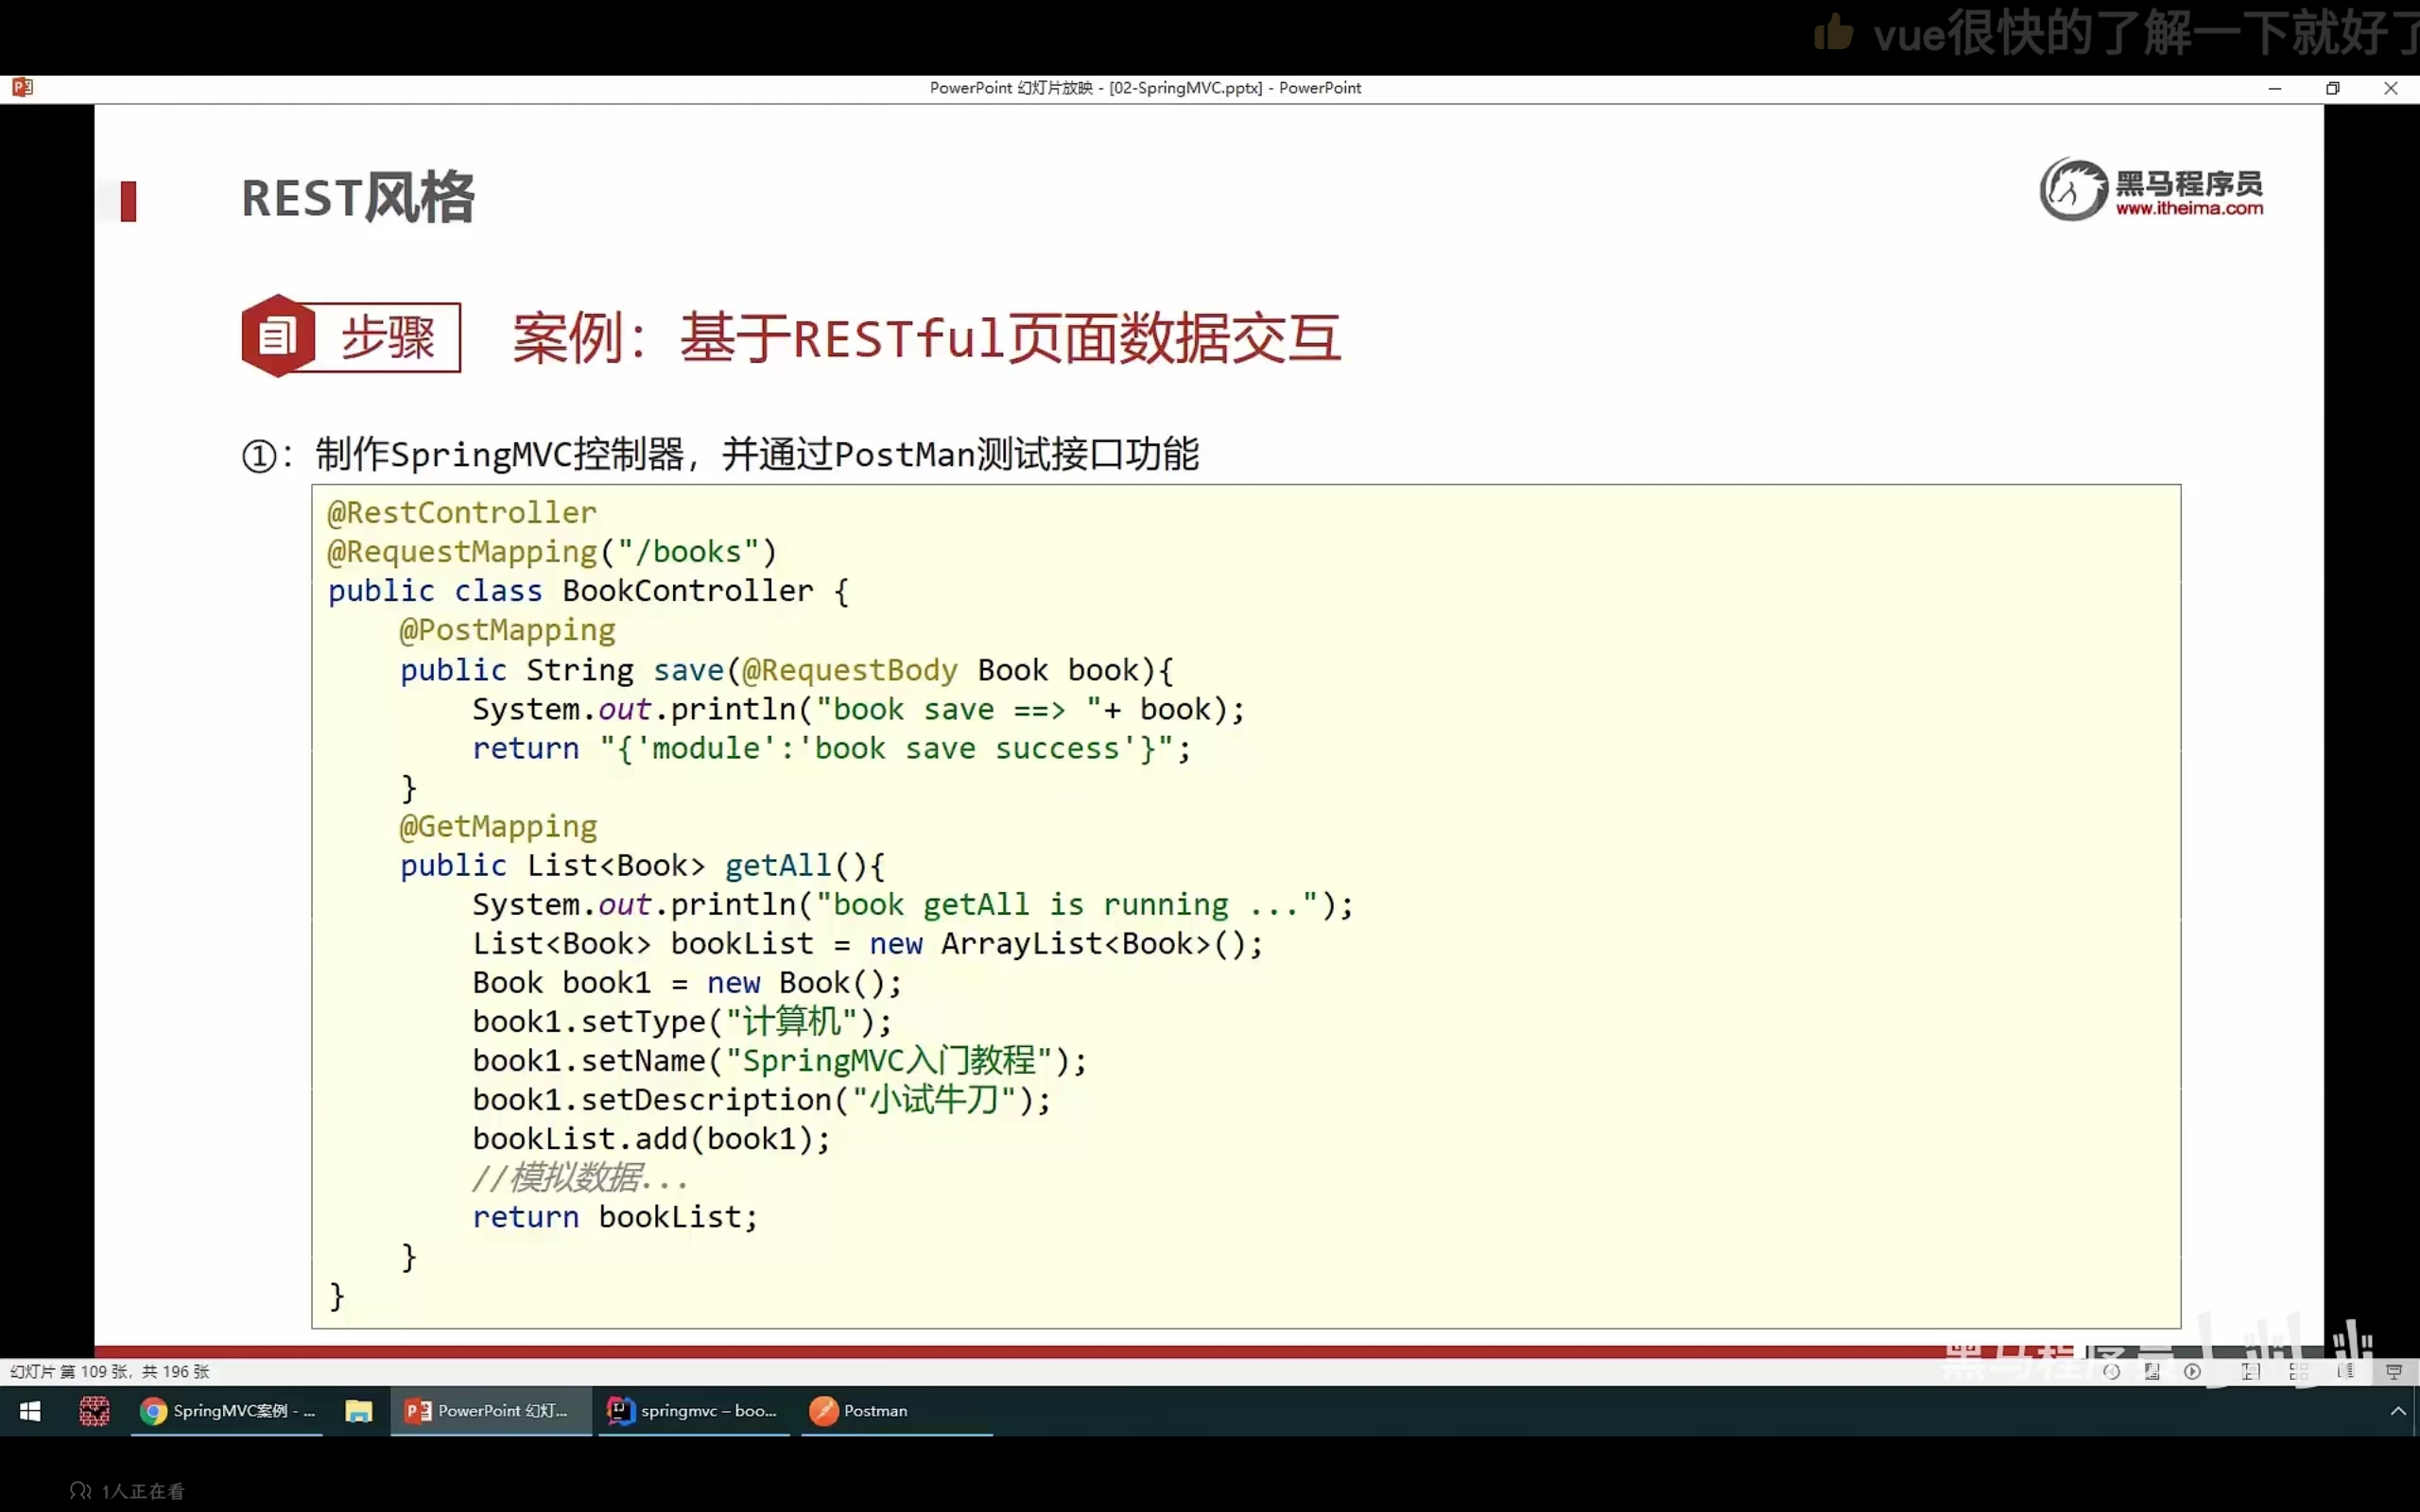 vue很快的了解一下就好了
PowerPoint 幻灯片放映 - [02-SpringMVC.pptx] - PowerPoint
REST风格
黑马程序员
www.itheima.com
步骤
案例：基于RESTful页面数据交互
①：制作SpringMVC控制器，并通过PostMan测试接口功能
@RestController
@RequestMapping("/books")
public class BookController {
    @PostMapping
    public String save(@RequestBody Book book){
        System.out.println("book save ==> "+ book);
        return "{'module':'book save success'}";
    }
    @GetMapping
    public List<Book> getAll(){
        System.out.println("book getAll is running ...");
        List<Book> bookList = new ArrayList<Book>();
        Book book1 = new Book();
        book1.setType("计算机");
        book1.setName("SpringMVC入门教程");
        book1.setDescription("小试牛刀");
        bookList.add(book1);
        //模拟数据...
        return bookList;
    }
}
黑马程序员
幻灯片 第 109 张，共 196 张
SpringMVC案例 - ...
PowerPoint 幻灯...
springmvc – boo...
Postman
1人正在看